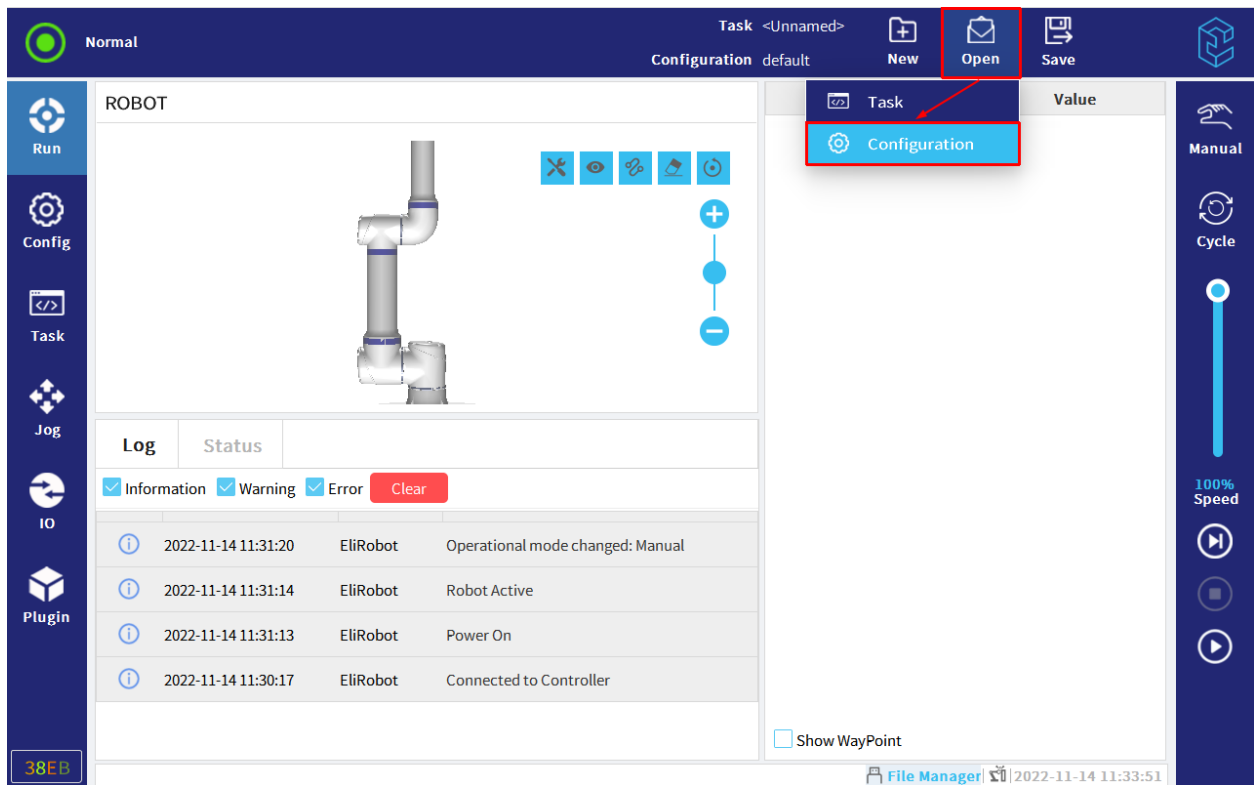 Normal
Task <Unnamed>
Configuration default
New
Open
Save
Run
Config
Task
Jog
IO
Plugin
38EB
ROBOT
Task
Configuration
Value
Log
Status
Information
Warning
Error
Clear
2022-11-14 11:31:20 EliRobot Operational mode changed: Manual
2022-11-14 11:31:14 EliRobot Robot Active
2022-11-14 11:31:13 EliRobot Power On
2022-11-14 11:30:17 EliRobot Connected to Controller
Show WayPoint
File Manager
2022-11-14 11:33:51
Manual
Cycle
100%
Speed